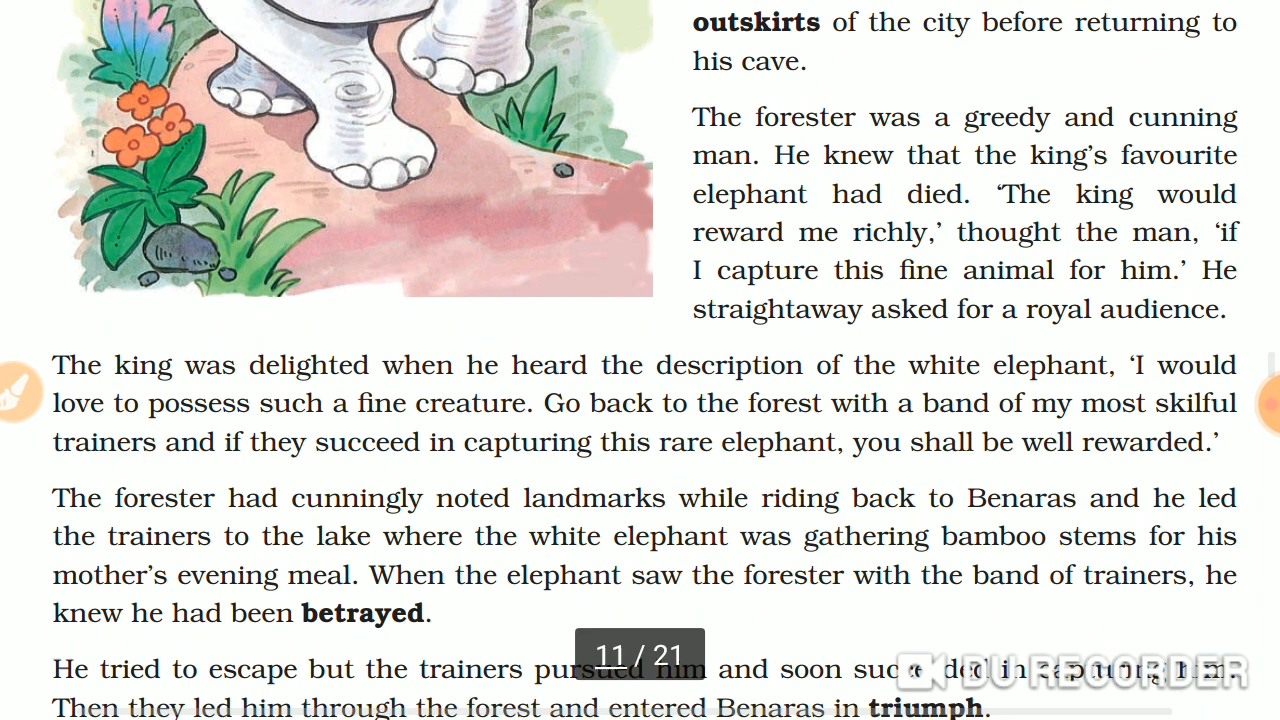 outskirts of the city before returning to
his cave.
The forester was a greedy and cunning
man. He knew that the king's favourite
elephant had died. 'The king would
reward me richly,' thought the man, 'if
I capture this fine animal for him.' He
straightaway asked for a royal audience.
The king was delighted when he heard the description of the white elephant, 'I would
love to possess such a fine creature. Go back to the forest with a band of my most skilful
trainers and if they succeed in capturing this rare elephant, you shall be well rewarded.'
The forester had cunningly noted landmarks while riding back to Benaras and he led
the trainers to the lake where the white elephant was gathering bamboo stems for his
mother's evening meal. When the elephant saw the forester with the band of trainers, he
knew he had been betrayed.
11 / 21
He tried to escape but the trainers pursued him and soon succeeded in capturing him.
DU RECORDER
Then they led him through the forest and entered Benaras in triumph.